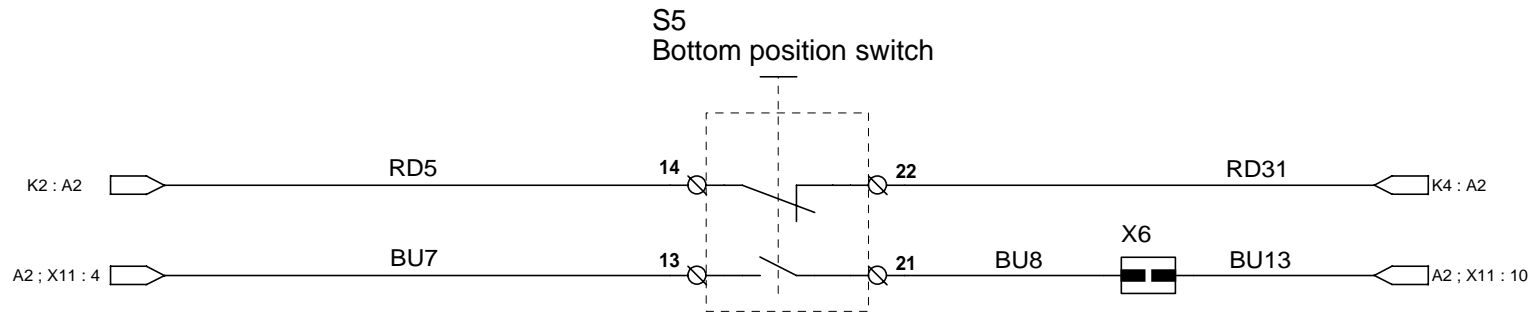 S5
Bottom position switch
K2 : A2
RD5
14
22
RD31
K4 : A2
X6
A2 ; X11 : 4
BU7
13
21
BU8
BU13
A2 ; X11 : 10